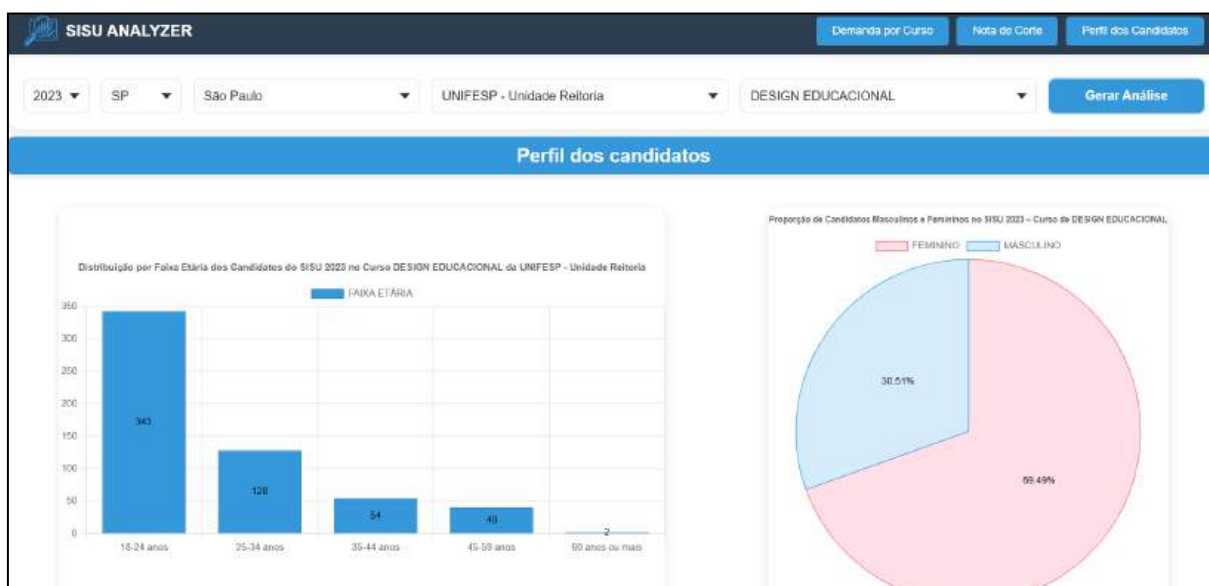 SISU ANALYZER
Demanda por Curso
Nota de Corte
Perfil dos Candidatos
2023
SP
São Paulo
UNIFESP - Unidade Reitoria
DESIGN EDUCACIONAL
Gerar Análise
Perfil dos candidatos
Distribuição por Faixa Etária dos Candidatos do SISU 2023 no Curso DESIGN EDUCACIONAL da UNIFESP - Unidade Reitoria
FAIXA ETÁRIA
350
300
250
200
150
100
50
0
343
128
54
40
2
18-24 anos
25-34 anos
35-44 anos
45-59 anos
60 anos ou mais
Proporção de Candidatos Masculinos e Femininos no SISU 2023 – Curso de DESIGN EDUCACIONAL
FEMININO
MASCULINO
30.51%
69.49%